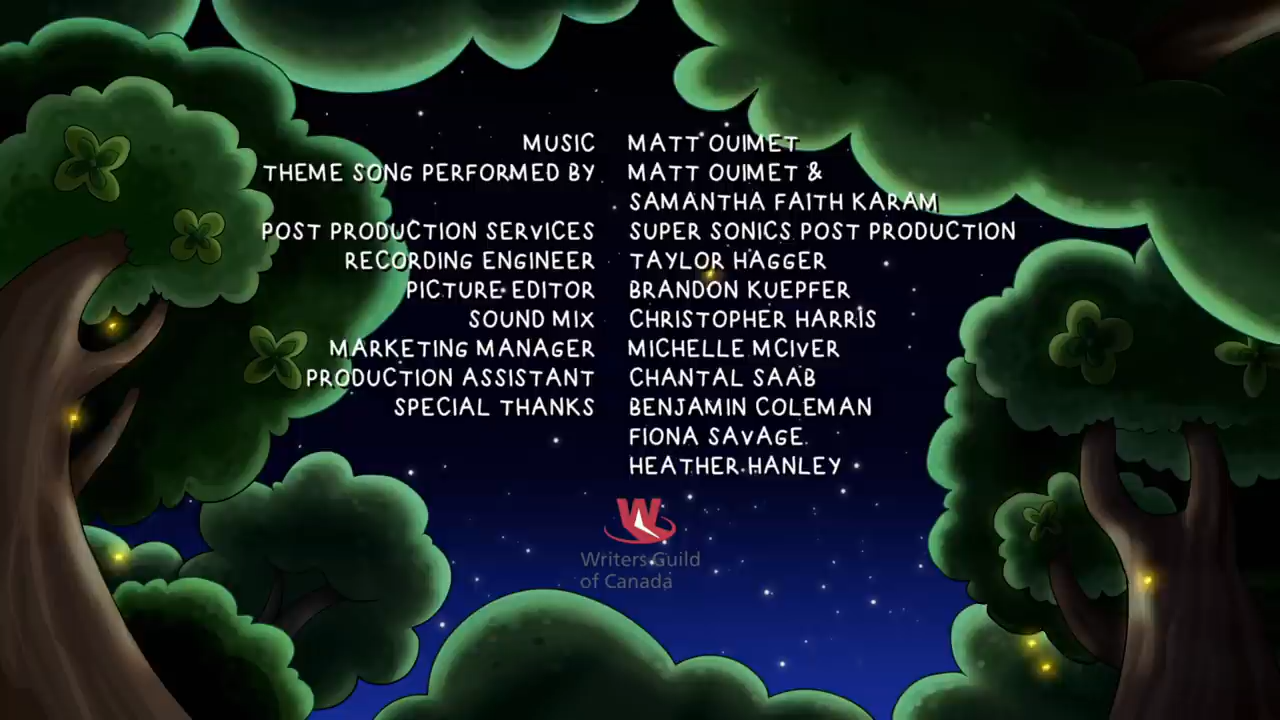 MUSIC MATT OUIMET
THEME SONG PERFORMED BY MATT OUIMET &
SAMANTHA FAITH KARAM
POST PRODUCTION SERVICES SUPER SONICS POST PRODUCTION
RECORDING ENGINEER TAYLOR HAGGER
PICTURE EDITOR BRANDON KUEPFER
SOUND MIX CHRISTOPHER HARRIS
MARKETING MANAGER MICHELLE MCIVER
PRODUCTION ASSISTANT CHANTAL SAAB
SPECIAL THANKS BENJAMIN COLEMAN
FIONA SAVAGE
HEATHER HANLEY
W
Writers Guild
of Canada